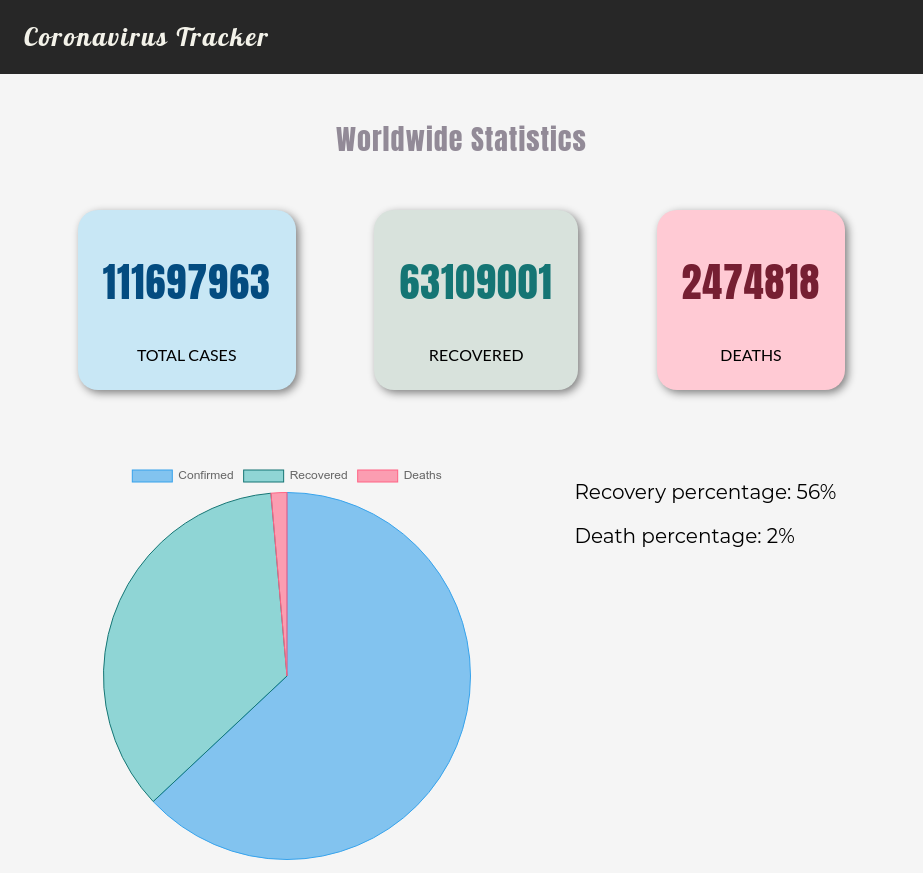 Coronavirus Tracker
Worldwide Statistics
111697963
TOTAL CASES
63109001
RECOVERED
2474818
DEATHS
Confirmed Recovered Deaths
Recovery percentage: 56%
Death percentage: 2%